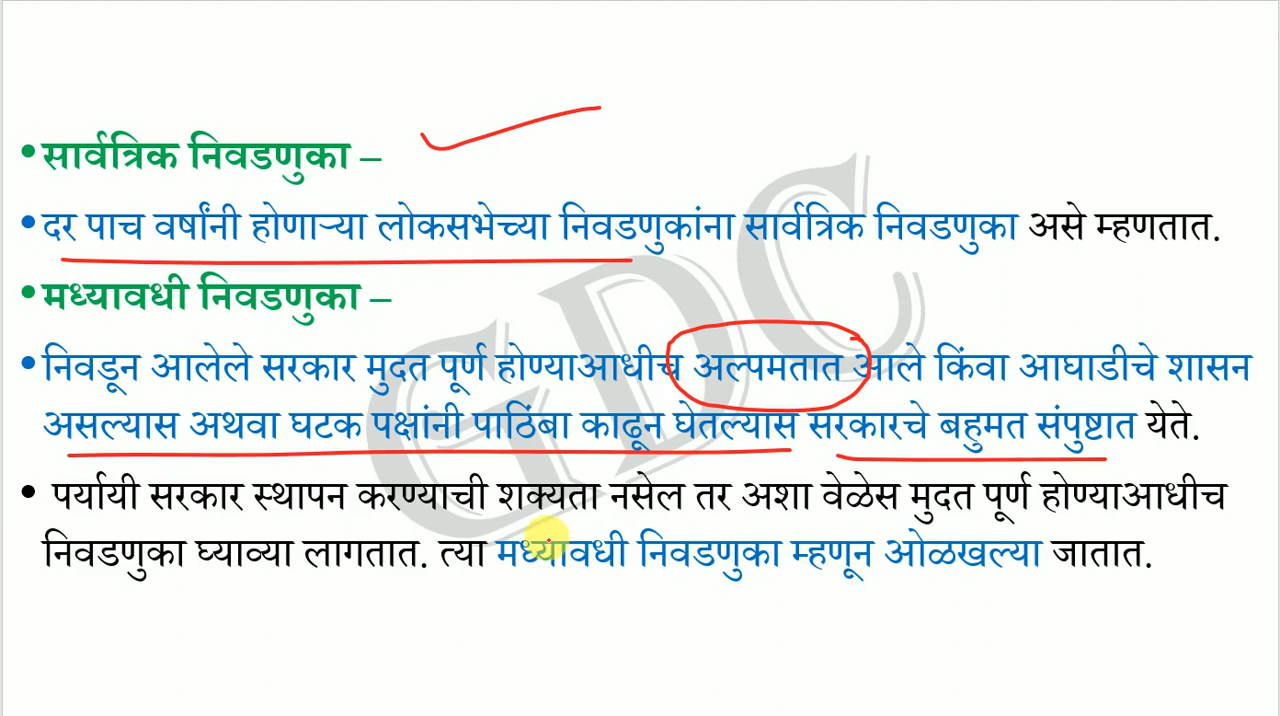 • सार्वत्रिक निवडणुका –
• दर पाच वर्षांनी होणाऱ्या लोकसभेच्या निवडणुकांना सार्वत्रिक निवडणुका असे म्हणतात.
• मध्यावधी निवडणुका –
• निवडून आलेले सरकार मुदत पूर्ण होण्याआधीच अल्पमतात आले किंवा आघाडीचे शासन
असल्यास अथवा घटक पक्षांनी पाठिंबा काढून घेतल्यास सरकारचे बहुमत संपुष्टात येते.
• पर्यायी सरकार स्थापन करण्याची शक्यता नसेल तर अशा वेळेस मुदत पूर्ण होण्याआधीच
निवडणुका घ्याव्या लागतात. त्या मध्यावधी निवडणुका म्हणून ओळखल्या जातात.
GDC